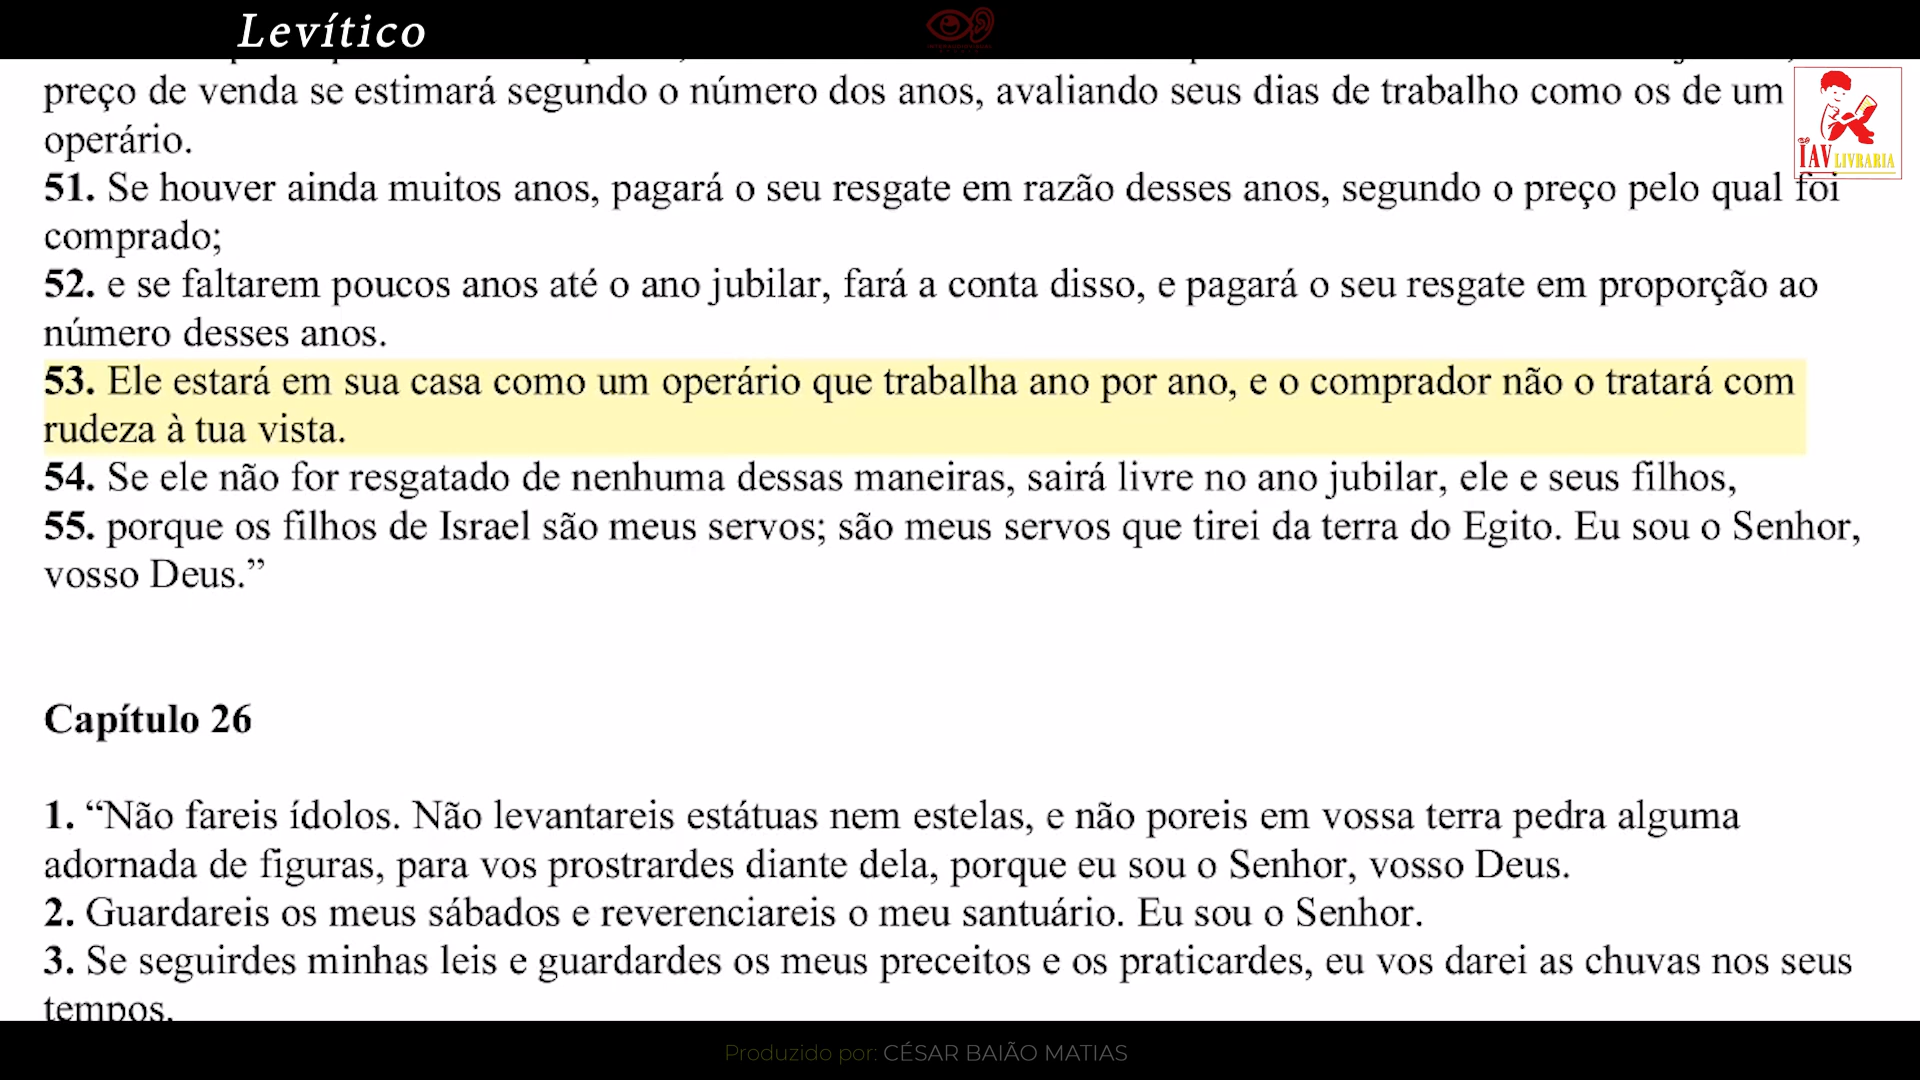 Levítico
preço de venda se estimará segundo o número dos anos, avaliando seus dias de trabalho como os de um
operário.
51. Se houver ainda muitos anos, pagará o seu resgate em razão desses anos, segundo o preço pelo qual foi
comprado;
52. e se faltarem poucos anos até o ano jubilar, fará a conta disso, e pagará o seu resgate em proporção ao
número desses anos.
53. Ele estará em sua casa como um operário que trabalha ano por ano, e o comprador não o tratará com
rudeza à tua vista.
54. Se ele não for resgatado de nenhuma dessas maneiras, sairá livre no ano jubilar, ele e seus filhos,
55. porque os filhos de Israel são meus servos; são meus servos que tirei da terra do Egito. Eu sou o Senhor,
vosso Deus.”
Capítulo 26
1. “Não fareis ídolos. Não levantareis estátuas nem estelas, e não poreis em vossa terra pedra alguma
adornada de figuras, para vos prostrardes diante dela, porque eu sou o Senhor, vosso Deus.
2. Guardareis os meus sábados e reverenciareis o meu santuário. Eu sou o Senhor.
3. Se seguirdes minhas leis e guardardes os meus preceitos e os praticardes, eu vos darei as chuvas nos seus
tempos.
IAV LIVRARIA
Produzido por: CÉSAR BAIÃO MATIAS